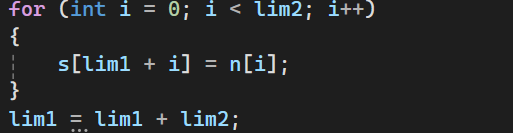 for (int i = 0; i < lim2; i++)
{
s[lim1 + i] = n[i];
}
lim1 = lim1 + lim2;